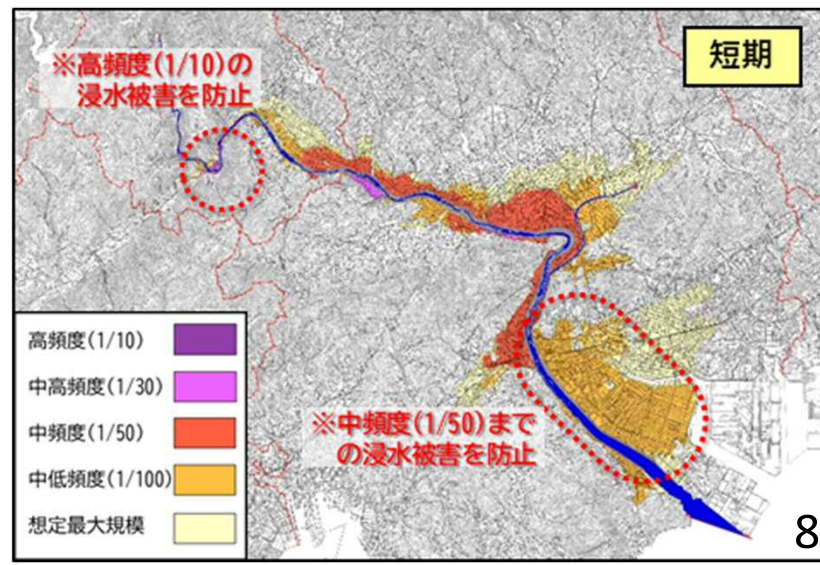 ※高頻度(1/10)の
浸水被害を防止
短期
高頻度(1/10)
中高頻度(1/30)
中頻度(1/50)
中低頻度(1/100)
想定最大規模
※中頻度(1/50)まで
の浸水被害を防止
8